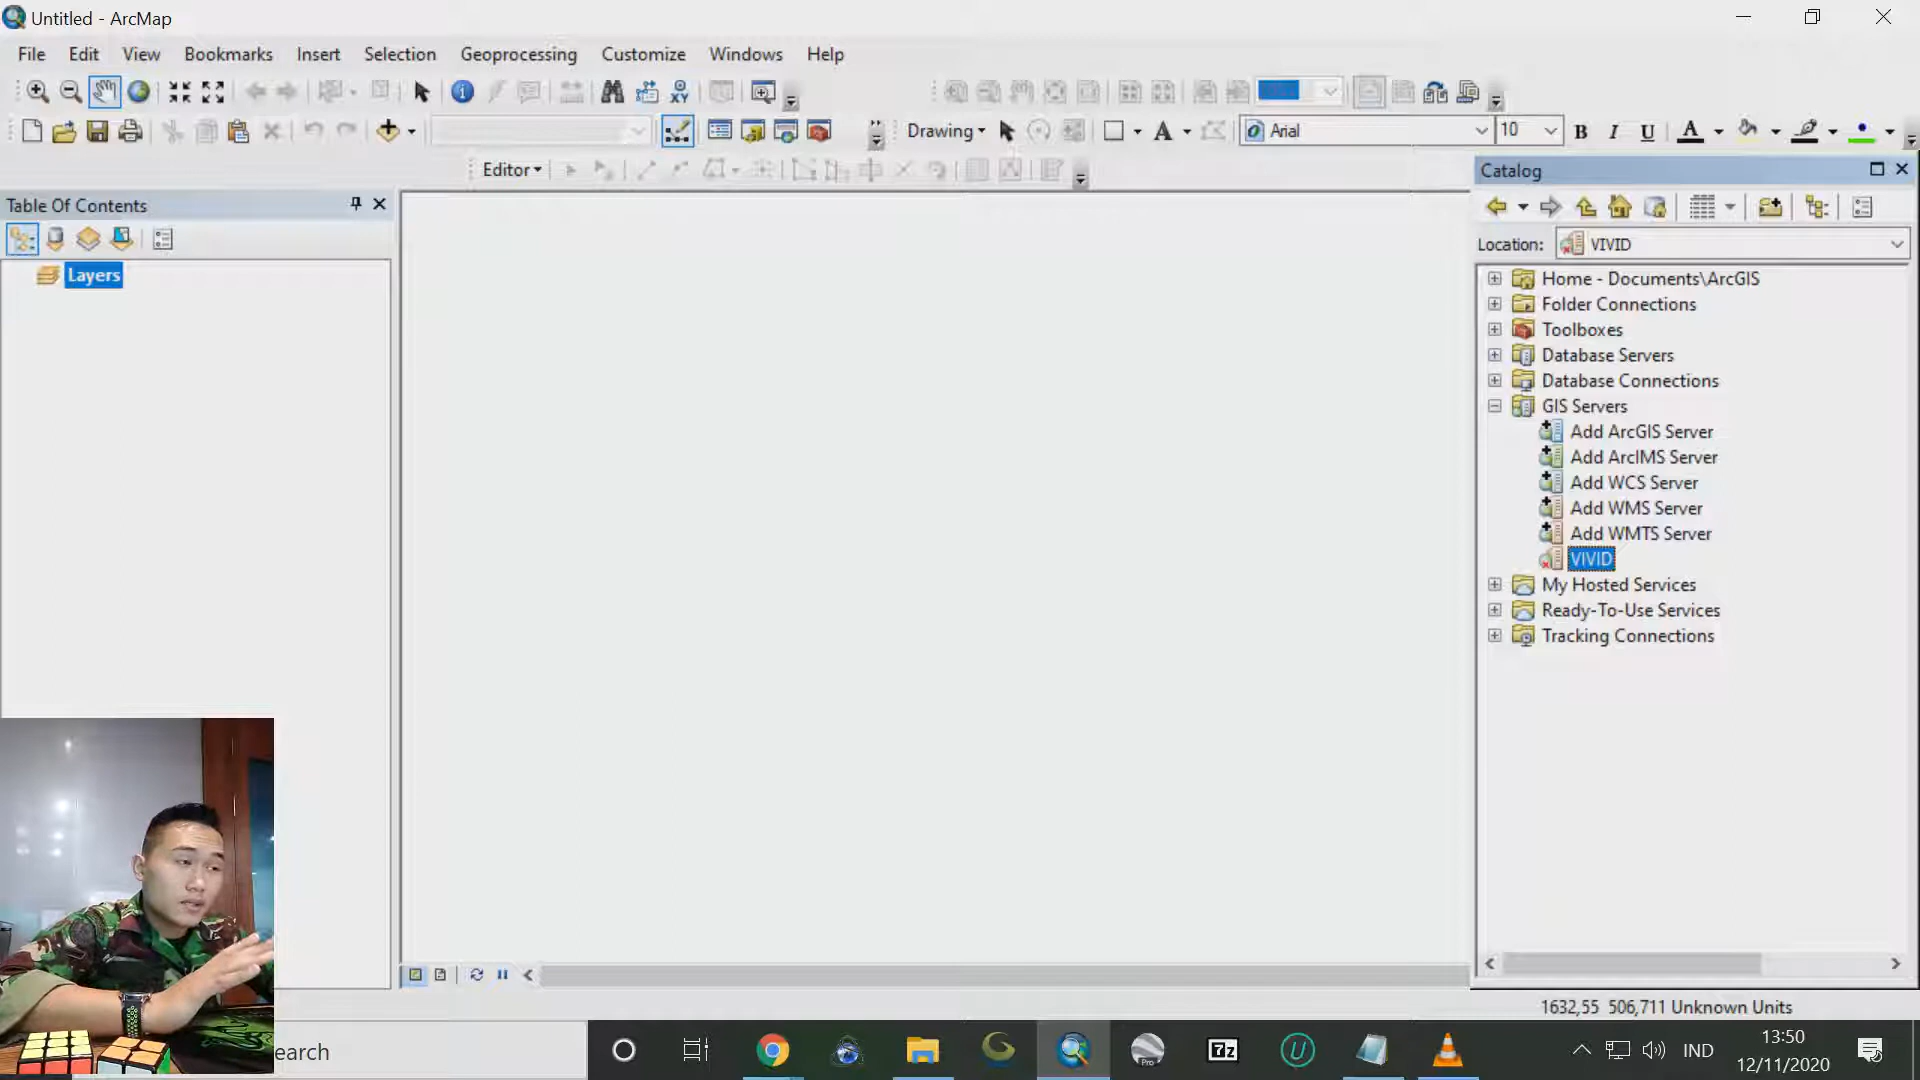 Untitled - ArcMap
File Edit View Bookmarks Insert Selection Geoprocessing Customize Windows Help
Drawing Arial 10 B I U A
Editor
Table Of Contents
Layers
Catalog
Location: VIVID
Home - Documents\ArcGIS
Folder Connections
Toolboxes
Database Servers
Database Connections
GIS Servers
Add ArcGIS Server
Add ArcIMS Server
Add WCS Server
Add WMS Server
Add WMTS Server
VIVID
My Hosted Services
Ready-To-Use Services
Tracking Connections
1632,55 506,711 Unknown Units
earch
Pro
7z
IND
13:50
12/11/2020